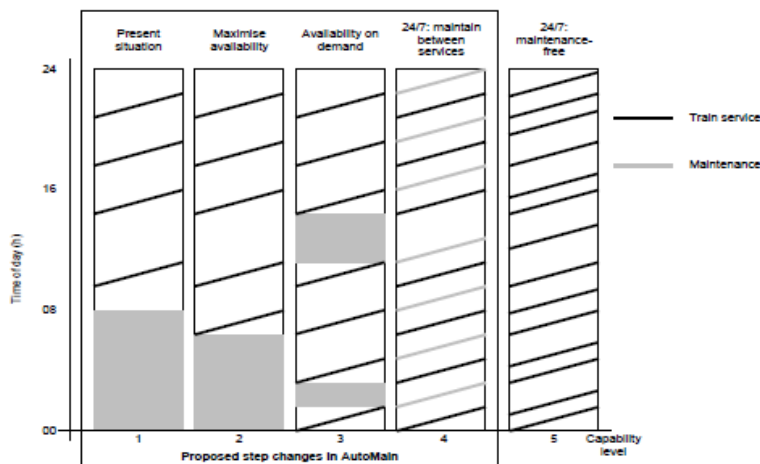 Present
situation
Maximise
availability
Availability on
demand
24/7: maintain
between
services
24/7:
maintenance-
free
24
16
08
00
Time of day (h)
Train service
Maintenance
1
2
3
4
5
Capability
level
Proposed step changes in AutoMain